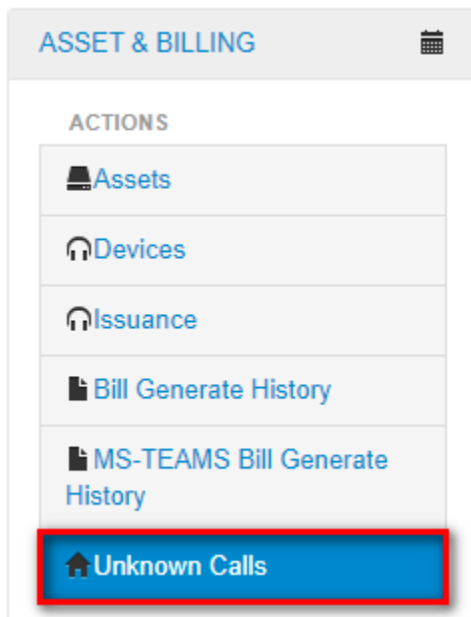 ASSET & BILLING
ACTIONS
Assets
Devices
Issuance
Bill Generate History
MS-TEAMS Bill Generate
History
Unknown Calls